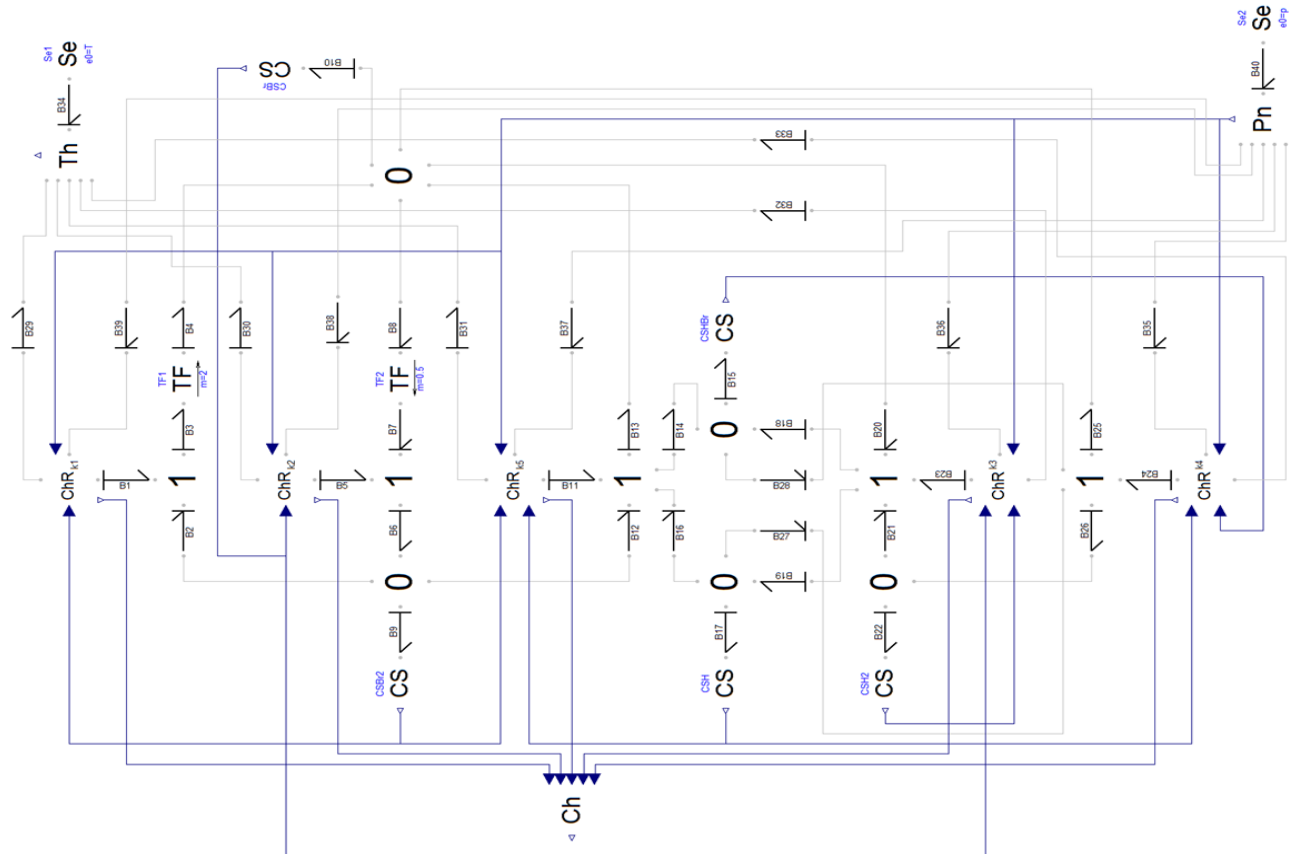 Se1
Se
e0=T
B34
Th
CSBr
CS
B10
Se2
Se
e0=p
B40
Pn
B33
B32
0
B29
B39
B4
B30
B38
B8
B31
B37
B36
B35
TF1
TF
m=2
TF2
TF
m=0.5
CSHBr
CS
B15
B3
B7
B13
B14
0
B18
B20
B25
ChR
k1
B1
1
ChR
k2
B5
1
ChR
k5
B11
1
B28
1
B23
ChR
k3
1
B24
ChR
k4
B2
B6
B12
B16
B27
B21
B26
0
0
B19
0
B9
B17
B22
CSBr2
CS
CSH
CS
CSH2
CS
Ch